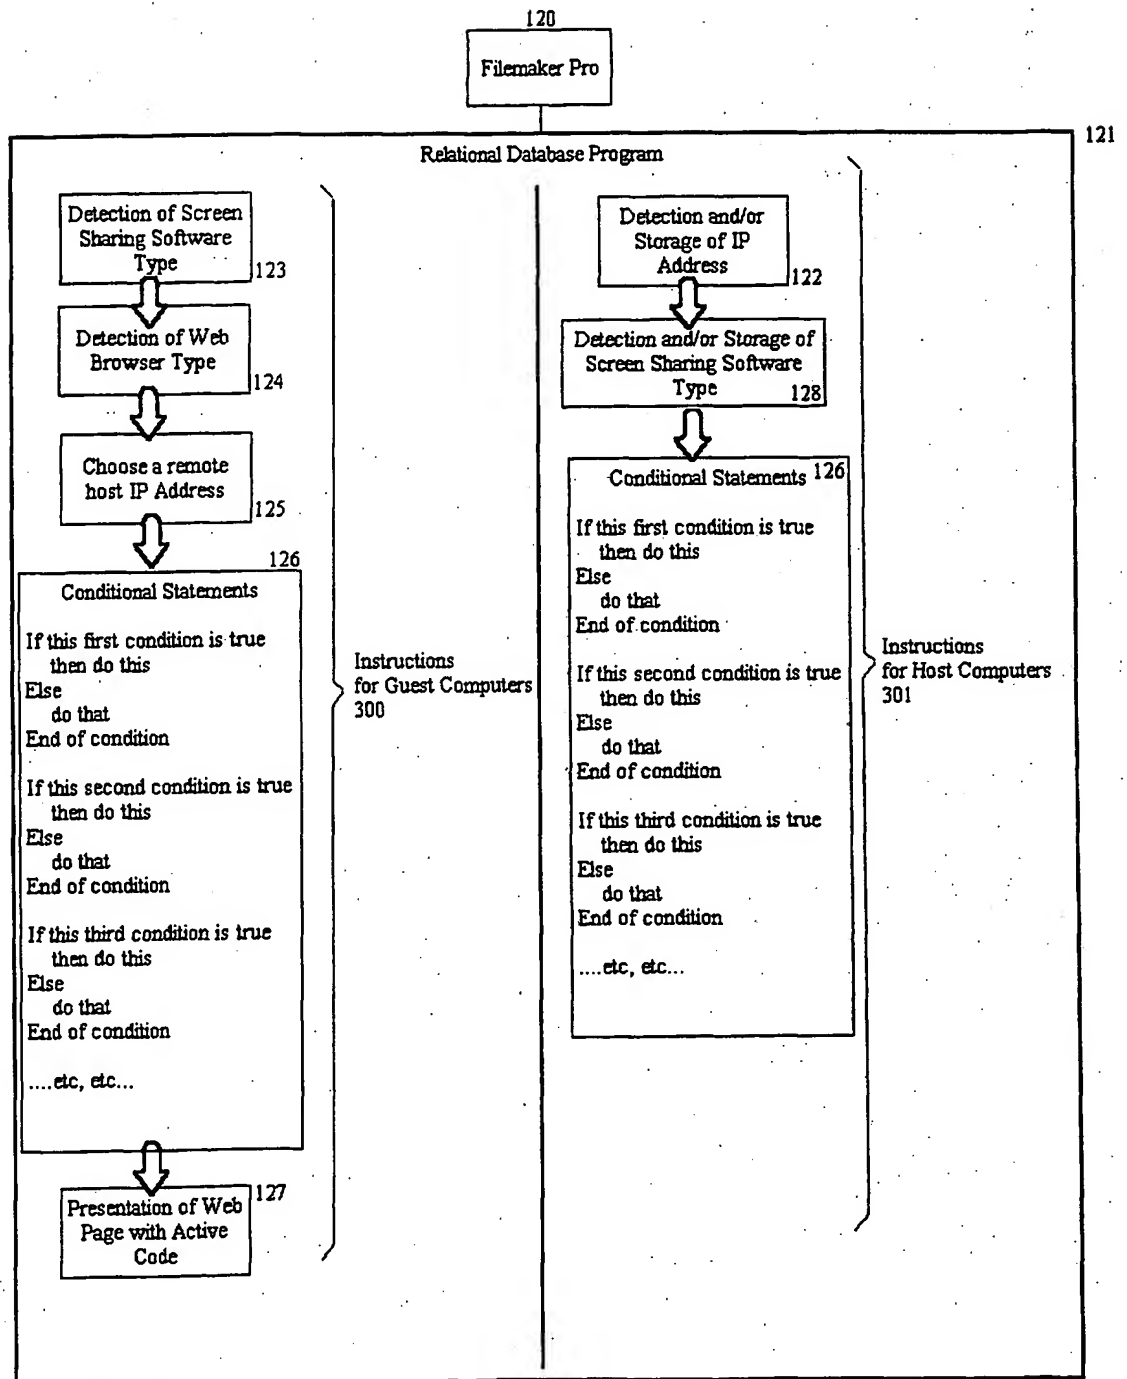 120
Filemaker Pro
121
Relational Database Program
Detection of Screen
Sharing Software
Type
123
Detection of Web
Browser Type
124
Choose a remote
host IP Address
125
126
Conditional Statements
If this first condition is true
then do this
Else
do that
End of condition
If this second condition is true
then do this
Else
do that
End of condition
If this third condition is true
then do this
Else
do that
End of condition
....etc, etc...
127
Presentation of Web
Page with Active
Code
Instructions
for Guest Computers
300
Detection and/or
Storage of IP
Address
122
Detection and/or Storage of
Screen Sharing Software
Type
128
Conditional Statements 126
If this first condition is true
then do this
Else
do that
End of condition
If this second condition is true
then do this
Else
do that
End of condition
If this third condition is true
then do this
Else
do that
End of condition
....etc, etc...
Instructions
for Host Computers
301